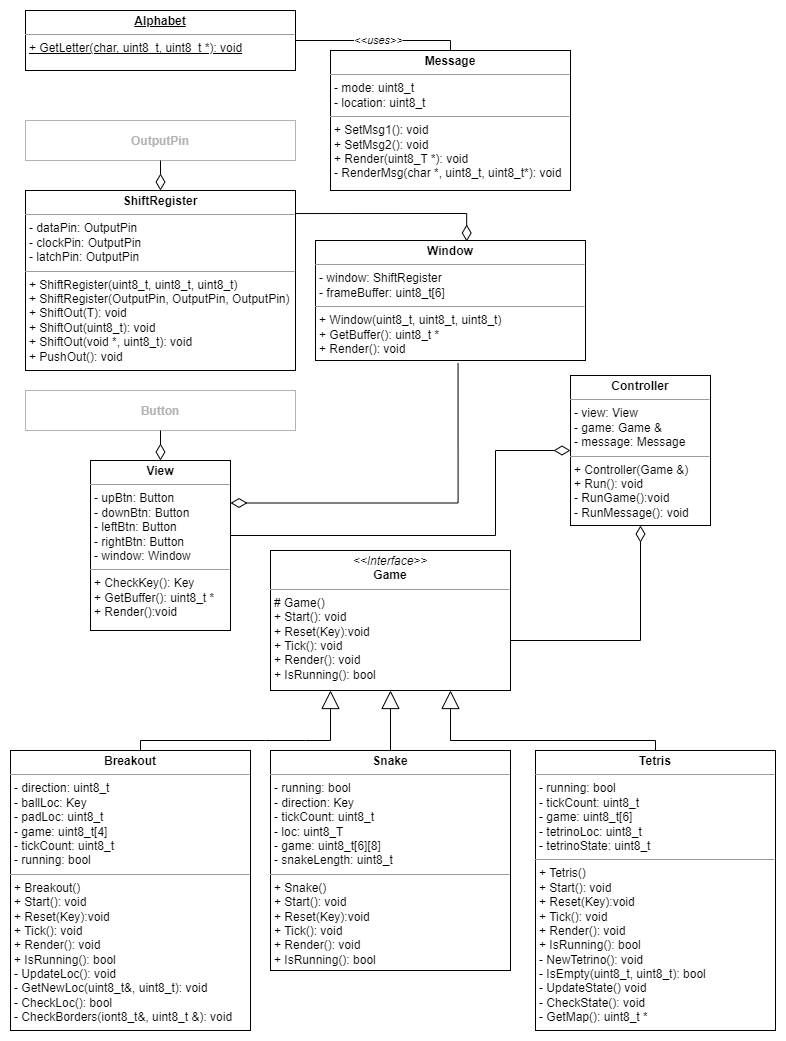 Alphabet
+ GetLetter(char, uint8_t, uint8_t *): void
<<uses>>
Message
- mode: uint8_t
- location: uint8_t
+ SetMsg1(): void
+ SetMsg2(): void
+ Render(uint8_T *): void
- RenderMsg(char *, uint8_t, uint8_t*): void
OutputPin
ShiftRegister
- dataPin: OutputPin
- clockPin: OutputPin
- latchPin: OutputPin
+ ShiftRegister(uint8_t, uint8_t, uint8_t)
+ ShiftRegister(OutputPin, OutputPin, OutputPin)
+ ShiftOut(T): void
+ ShiftOut(uint8_t): void
+ ShiftOut(void *, uint8_t): void
+ PushOut(): void
Window
- window: ShiftRegister
- frameBuffer: uint8_t[6]
+ Window(uint8_t, uint8_t, uint8_t)
+ GetBuffer(): uint8_t *
+ Render(): void
Controller
- view: View
- game: Game &
- message: Message
+ Controller(Game &)
+ Run(): void
- RunGame():void
- RunMessage(): void
Button
View
- upBtn: Button
- downBtn: Button
- leftBtn: Button
- rightBtn: Button
- window: Window
+ CheckKey(): Key
+ GetBuffer(): uint8_t *
+ Render():void
<<Interface>>
Game
# Game()
+ Start(): void
+ Reset(Key):void
+ Tick(): void
+ Render(): void
+ IsRunning(): bool
Breakout
- direction: uint8_t
- ballLoc: Key
- padLoc: uint8_t
- game: uint8_t[4]
- tickCount: uint8_t
- running: bool
+ Breakout()
+ Start(): void
+ Reset(Key):void
+ Tick(): void
+ Render(): void
+ IsRunning(): bool
- UpdateLoc(): void
- GetNewLoc(uint8_t&, uint8_t): void
- CheckLoc(): bool
- CheckBorders(iont8_t&, uint8_t &): void
Snake
- running: bool
- direction: Key
- tickCount: uint8_t
- loc: uint8_T
- game: uint8_t[6][8]
- snakeLength: uint8_t
+ Snake()
+ Start(): void
+ Reset(Key):void
+ Tick(): void
+ Render(): void
+ IsRunning(): bool
Tetris
- running: bool
- tickCount: uint8_t
- game: uint8_t[6]
- tetrinoLoc: uint8_t
- tetrinoState: uint8_t
+ Tetris()
+ Start(): void
+ Reset(Key):void
+ Tick(): void
+ Render(): void
+ IsRunning(): bool
- NewTetrino(): void
- IsEmpty(uint8_t, uint8_t): bool
- UpdateState() void
- CheckState(): void
- GetMap(): uint8_t *